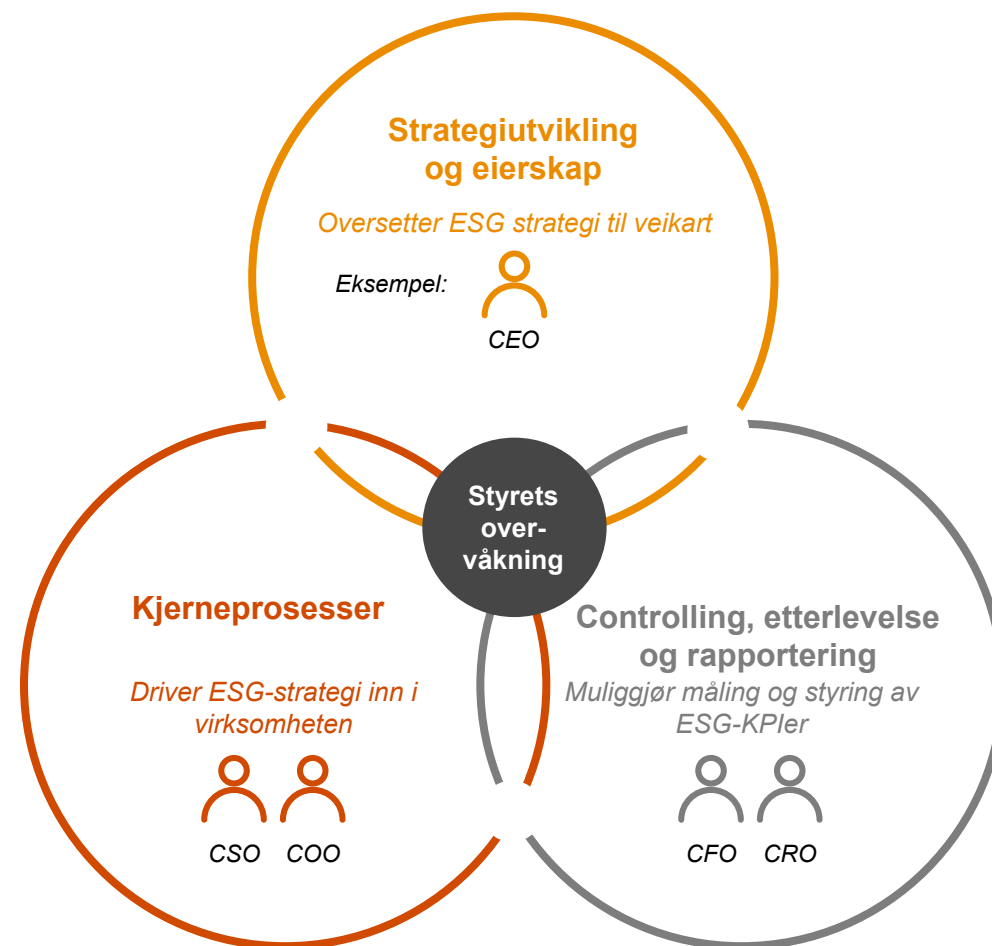 Strategiutvikling
og eierskap
Oversetter ESG strategi til veikart
Eksempel:
CEO
Styrets
over-
våkning
Kjerneprosesser
Driver ESG-strategi inn i
virksomheten
CSO COO
Controlling, etterlevelse
og rapportering
Muliggjør måling og styring av
ESG-KPIer
CFO CRO